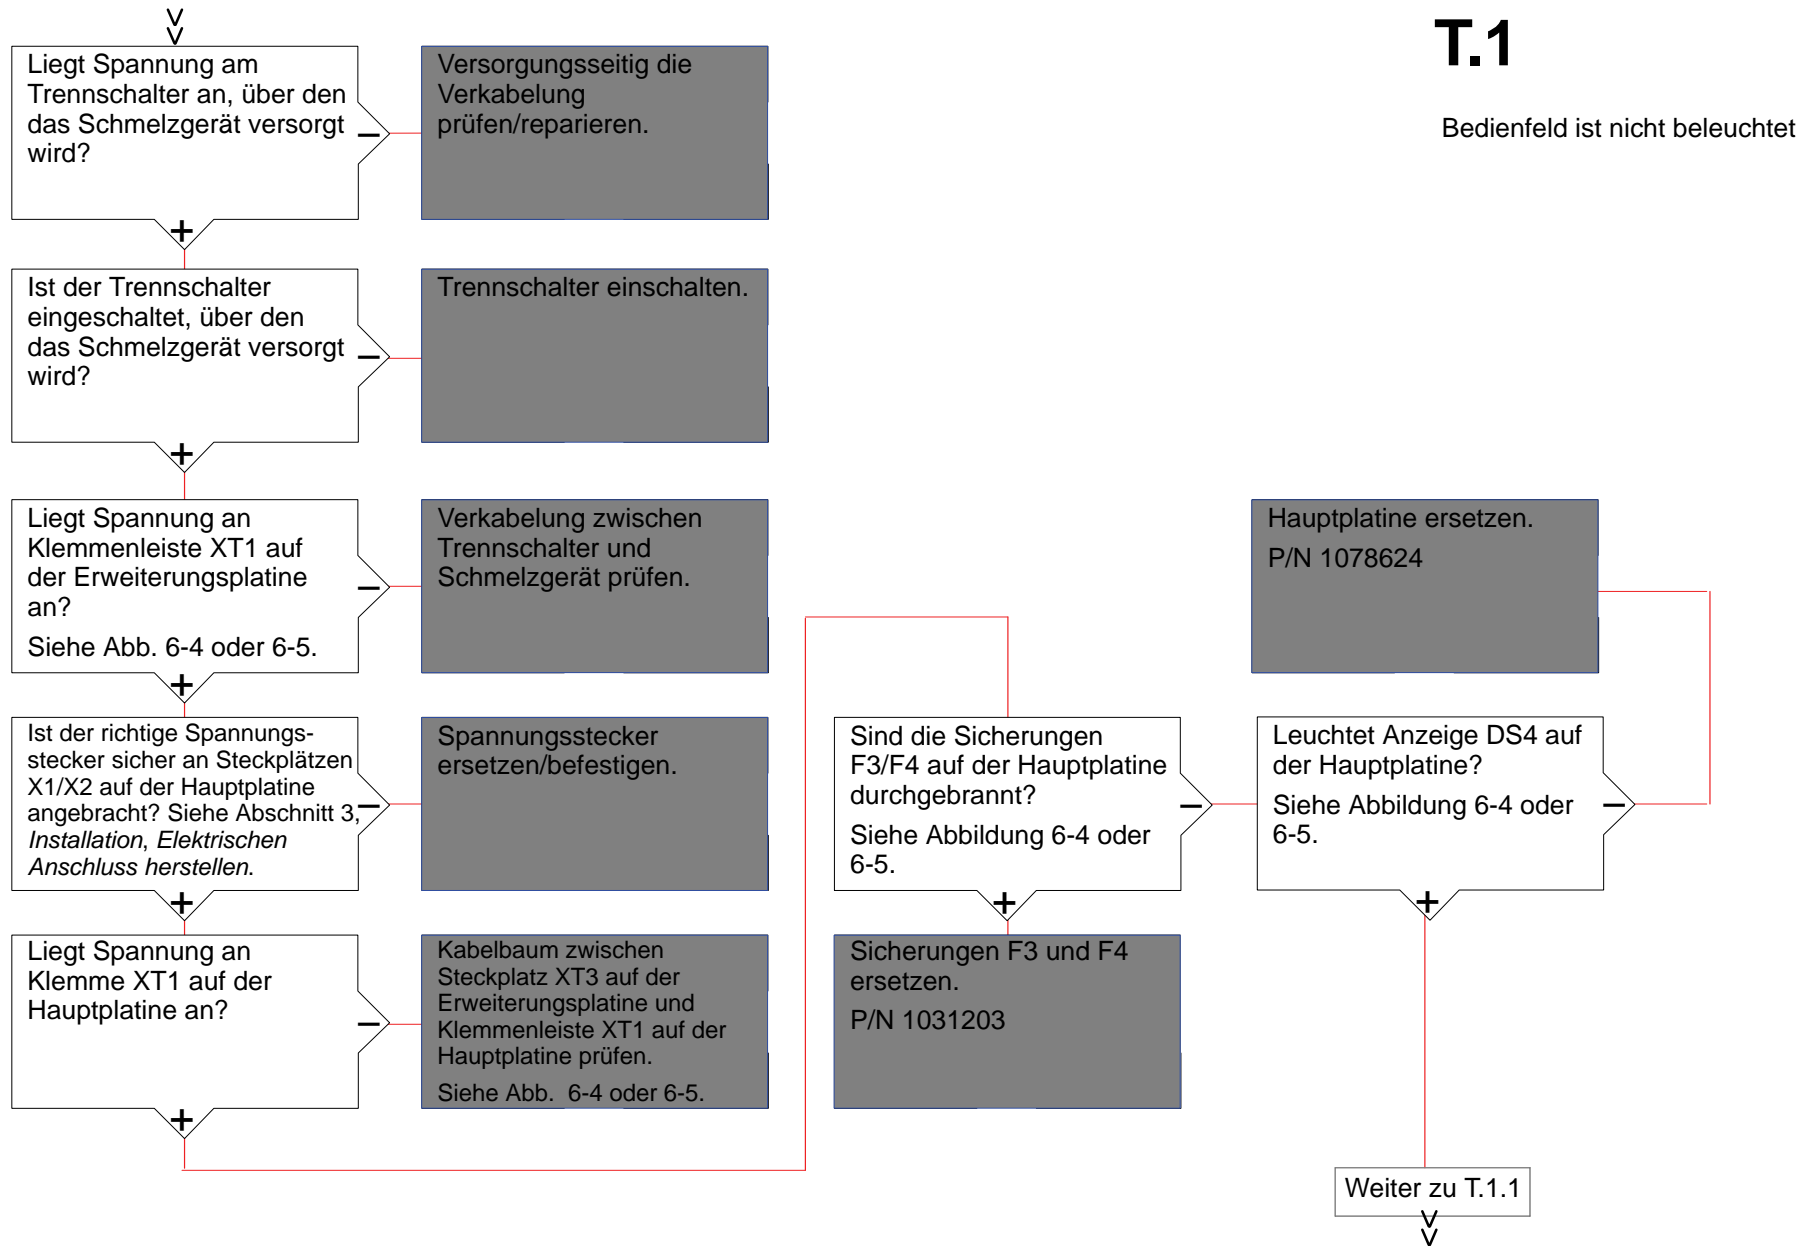 T.1
Bedienfeld ist nicht beleuchtet
Liegt Spannung am
Trennschalter an, über den
das Schmelzgerät versorgt
wird?
–
+
Versorgungsseitig die
Verkabelung
prüfen/reparieren.
Ist der Trennschalter
eingeschaltet, über den
das Schmelzgerät versorgt
wird?
–
+
Trennschalter einschalten.
Liegt Spannung an
Klemmenleiste XT1 auf
der Erweiterungsplatine
an?
Siehe Abb. 6-4 oder 6-5.
–
+
Verkabelung zwischen
Trennschalter und
Schmelzgerät prüfen.
Ist der richtige Spannungs-
stecker sicher an Steckplätzen
X1/X2 auf der Hauptplatine
angebracht? Siehe Abschnitt 3,
Installation, Elektrischen
Anschluss herstellen.
–
+
Spannungsstecker
ersetzen/befestigen.
Liegt Spannung an
Klemme XT1 auf der
Hauptplatine an?
–
+
Kabelbaum zwischen
Steckplatz XT3 auf der
Erweiterungsplatine und
Klemmenleiste XT1 auf der
Hauptplatine prüfen.
Siehe Abb. 6-4 oder 6-5.
Sind die Sicherungen
F3/F4 auf der Hauptplatine
durchgebrannt?
Siehe Abbildung 6-4 oder
6-5.
–
+
Sicherungen F3 und F4
ersetzen.
P/N 1031203
Hauptplatine ersetzen.
P/N 1078624
Leuchtet Anzeige DS4 auf
der Hauptplatine?
Siehe Abbildung 6-4 oder
6-5.
–
+
Weiter zu T.1.1